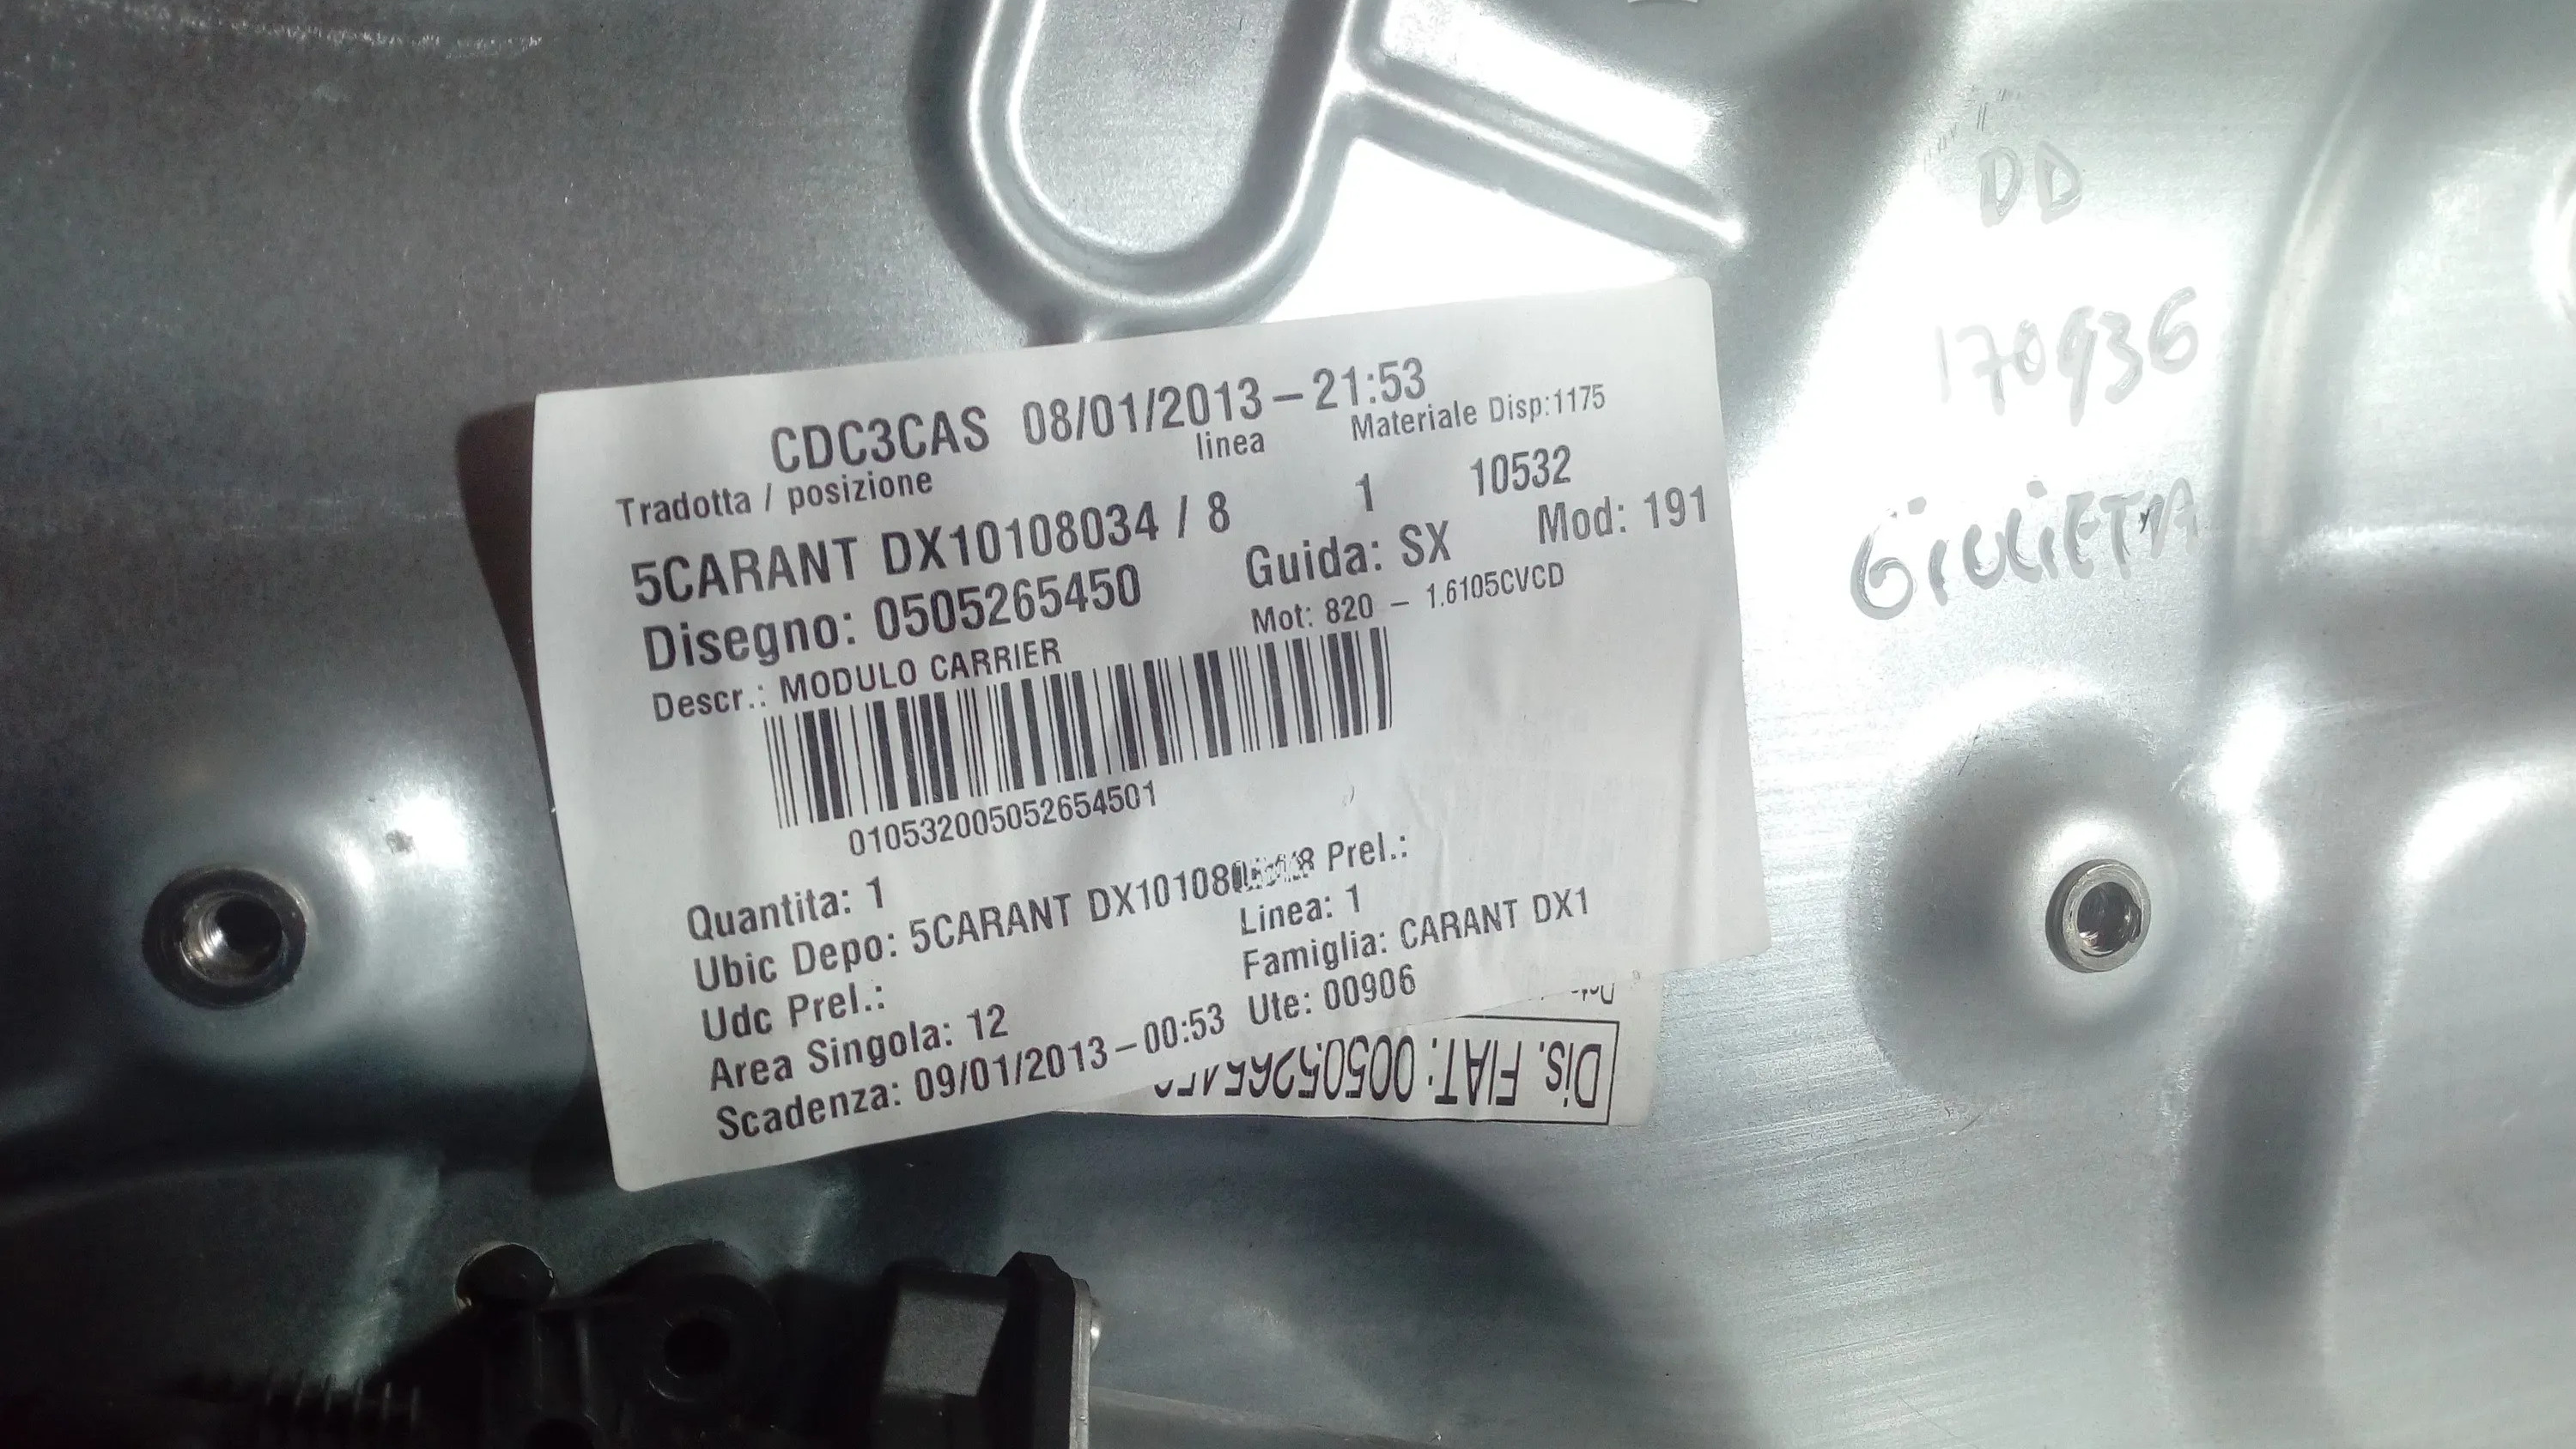 CDC3CAS 08/01/2013-21:53
Tradotta / posizione linea Materiale Disp:1175
5CARANT DX10108034 / 8 1 10532
Disegno: 0505265450 Guida: SX Mod: 191
Descr.: MODULO CARRIER Mot: 820 - 1.6105CVCD
010532005052654501
Quantita: 1
Ubic Depo: 5CARANT DX10108 Prel.:
Udc Prel.: Linea: 1
Area Singola: 12 Famiglia: CARANT DX1
Scadenza: 09/01/2013-00:53 Ute: 00906
Dis. FIAT: 00505265450
DD
170936
GiULiETTA